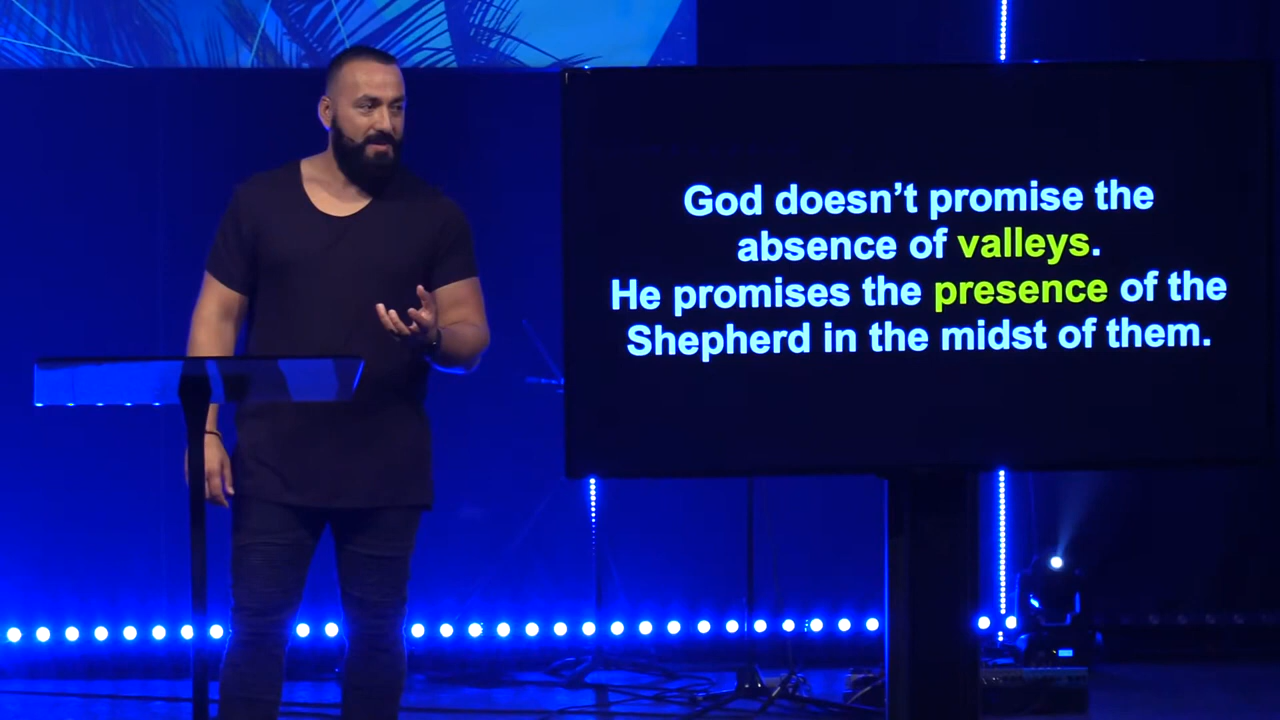 God doesn’t promise the
absence of valleys.
He promises the presence of the
Shepherd in the midst of them.